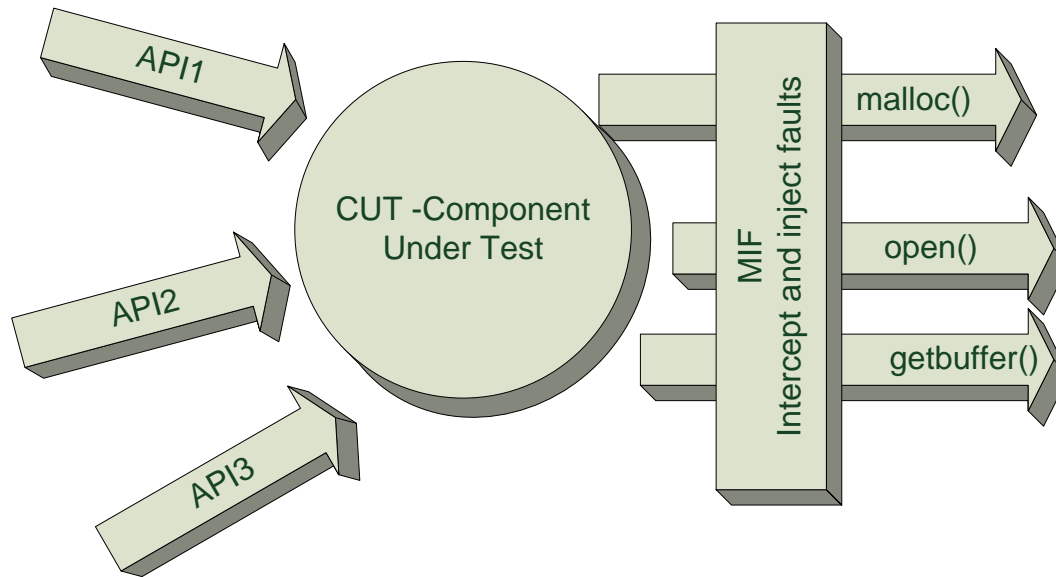 API1
API2
API3
CUT -Component
Under Test
MIF
Intercept and inject faults
malloc()
open()
getbuffer()